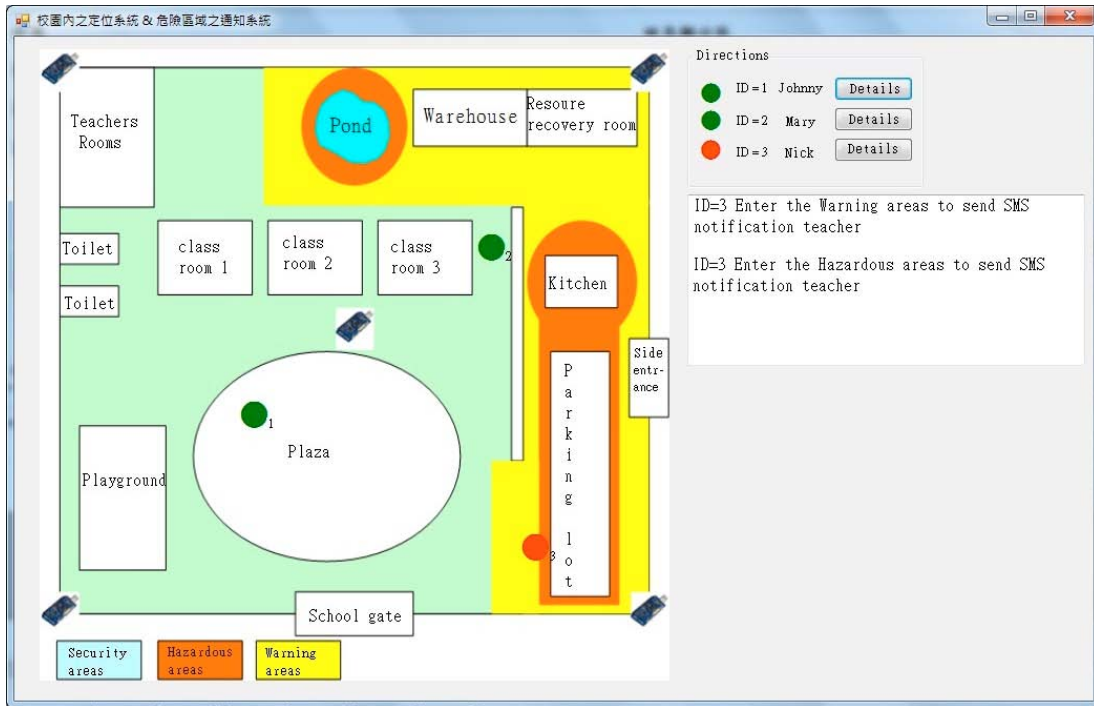 校園內之定位系統 & 危險區域之通知系統
Directions
ID=1 Johnny Details
ID=2 Mary Details
ID=3 Nick Details
ID=3 Enter the Warning areas to send SMS
notification teacher
ID=3 Enter the Hazardous areas to send SMS
notification teacher
Teachers
Rooms
Pond
Warehouse
Resoure
recovery room
Toilet
Toilet
class
room 1
class
room 2
class
room 3
2
Kitchen
Side
entr-
ance
Parking lot
1
Plaza
Playground
3
School gate
Security
areas
Hazardous
areas
Warning
areas